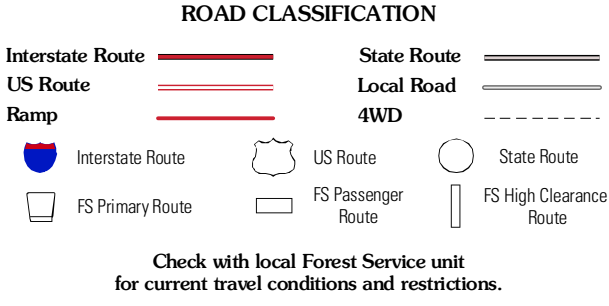 ROAD CLASSIFICATION
Interstate Route
State Route
US Route
Local Road
Ramp
4WD
Interstate Route
US Route
State Route
FS Primary Route
FS Passenger
Route
FS High Clearance
Route
Check with local Forest Service unit
for current travel conditions and restrictions.